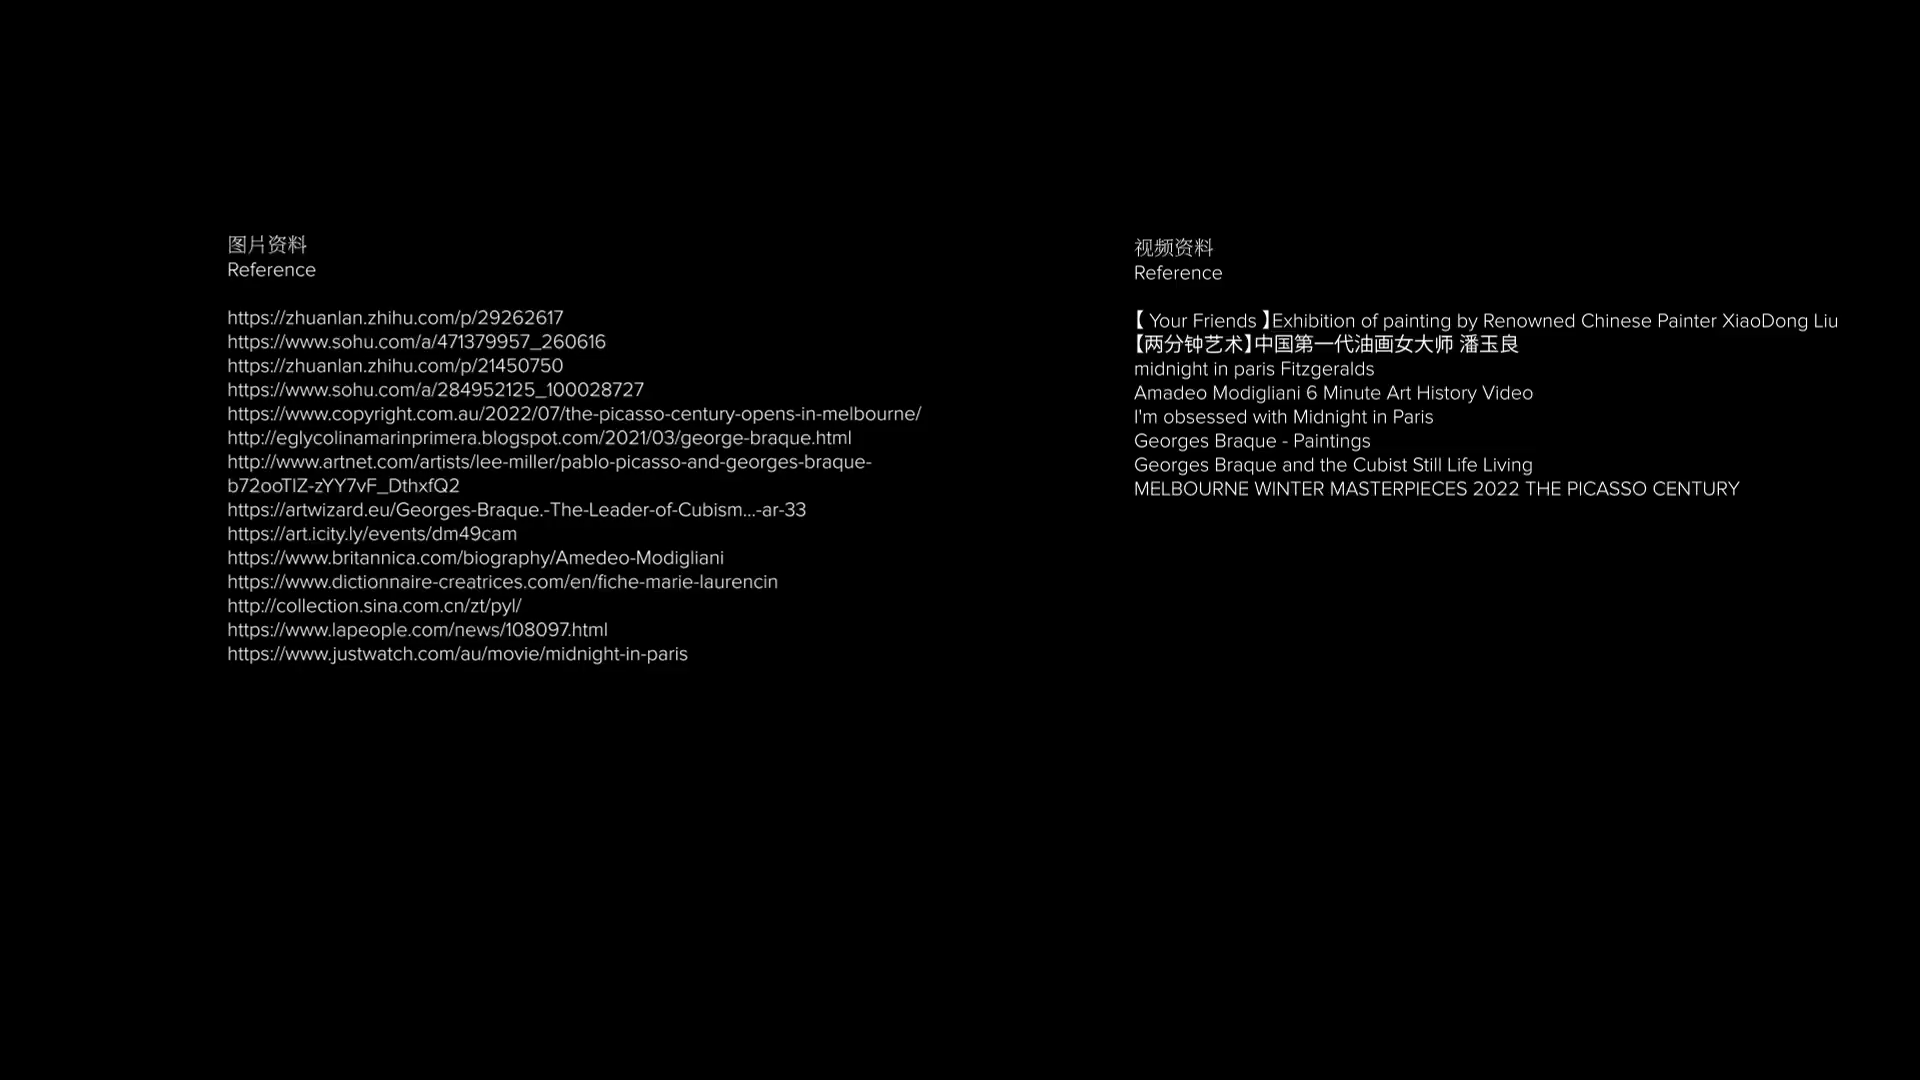 图片资料
Reference
https://zhuanlan.zhihu.com/p/29262617
https://www.sohu.com/a/471379957_260616
https://zhuanlan.zhihu.com/p/21450750
https://www.sohu.com/a/284952125_100028727
https://www.copyright.com.au/2022/07/the-picasso-century-opens-in-melbourne/
http://eglycolinamarinprimera.blogspot.com/2021/03/george-braque.html
http://www.artnet.com/artists/lee-miller/pablo-picasso-and-georges-braque-
b72ooTlZ-zYY7vF_DthxfQ2
https://artwizard.eu/Georges-Braque.-The-Leader-of-Cubism...-ar-33
https://art.icity.ly/events/dm49cam
https://www.britannica.com/biography/Amedeo-Modigliani
https://www.dictionnaire-creatrices.com/en/fiche-marie-laurencin
http://collection.sina.com.cn/zt/pyl/
https://www.lapeople.com/news/108097.html
https://www.justwatch.com/au/movie/midnight-in-paris
视频资料
Reference
【 Your Friends 】Exhibition of painting by Renowned Chinese Painter XiaoDong Liu
【两分钟艺术】中国第一代油画女大师 潘玉良
midnight in paris Fitzgeralds
Amadeo Modigliani 6 Minute Art History Video
I'm obsessed with Midnight in Paris
Georges Braque - Paintings
Georges Braque and the Cubist Still Life Living
MELBOURNE WINTER MASTERPIECES 2022 THE PICASSO CENTURY